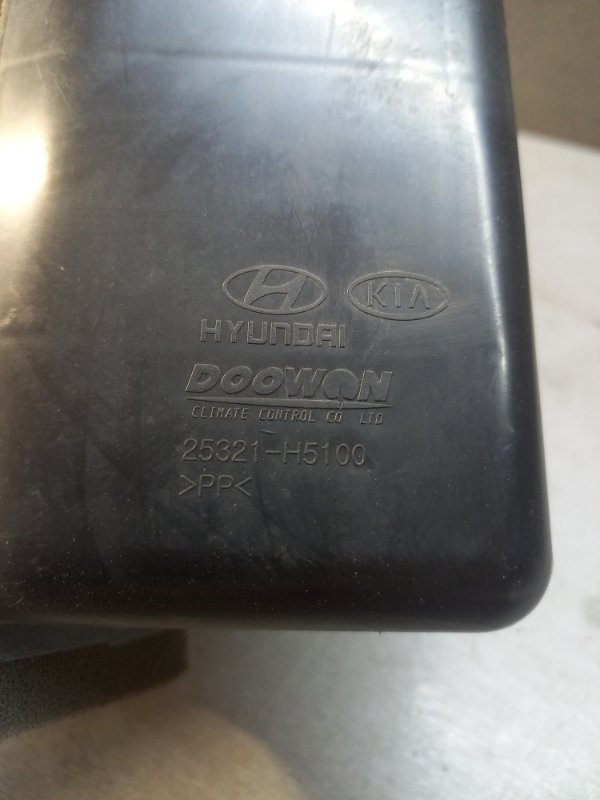 KIA
HYUNDAI
DOOWON
CLIMATE CONTROL CO LTD
25321-H5100
>PP<